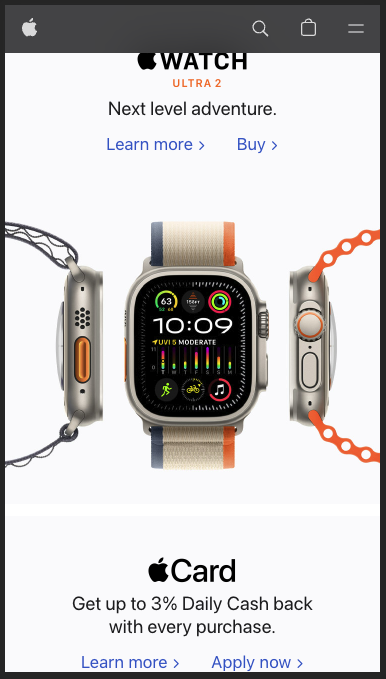 WATCH
ULTRA 2
Next level adventure.
Learn more > Buy >
63
10:09
UVI 5 MODERATE
Card
Get up to 3% Daily Cash back
with every purchase.
Learn more > Apply now >